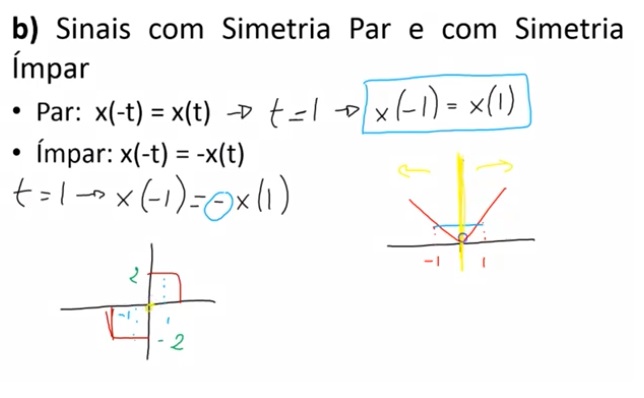 b) Sinais com Simetria Par e com Simetria
Ímpar
• Par: x(-t) = x(t) → t=1 → x(-1) = x(1)
• Ímpar: x(-t) = -x(t)
t=1 → x(-1)=-x(1)
-1 1
2
-1 1
-2